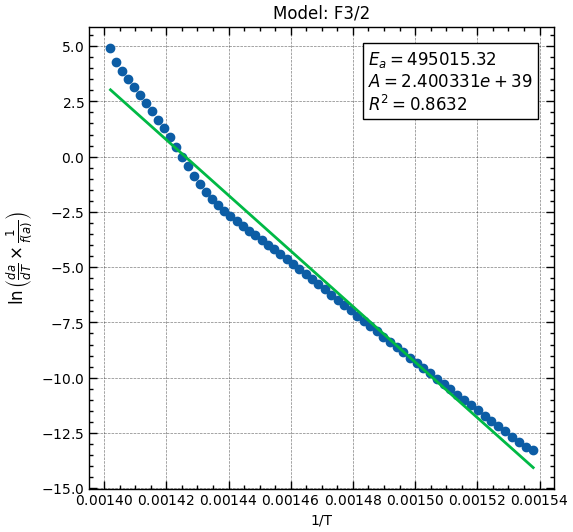 Model: F3/2
E_a = 495015.32
A = 2.400331e + 39
R^2 = 0.8632
ln(da/dT × 1/f(a))
5.0
2.5
0.0
−2.5
−5.0
−7.5
−10.0
−12.5
−15.0
0.00140 0.00142 0.00144 0.00146 0.00148 0.00150 0.00152 0.00154
1/T